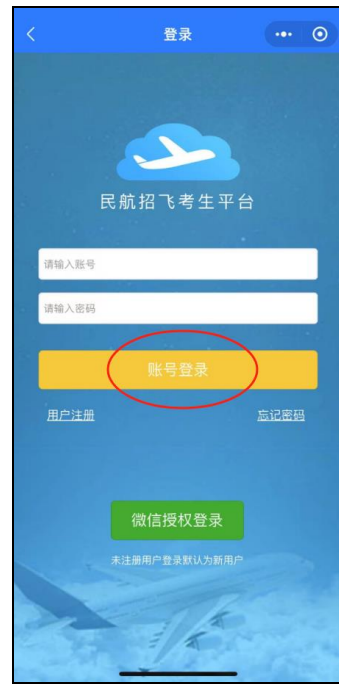 登录
民航招飞考生平台
请输入账号
请输入密码
账号登录
用户注册 忘记密码
微信授权登录
未注册用户登录默认为新用户